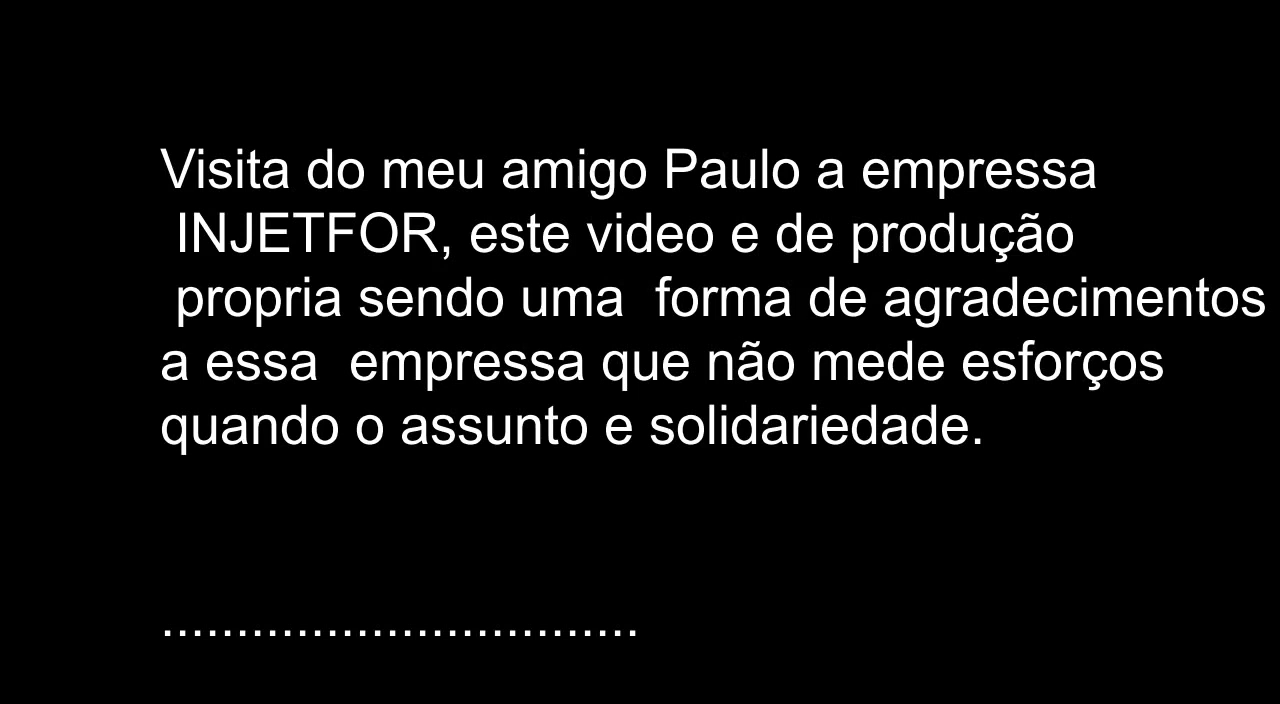 Visita do meu amigo Paulo a empressa
INJETFOR, este video e de produção
propria sendo uma forma de agradecimentos
a essa empressa que não mede esforços
quando o assunto e solidariedade.
................................